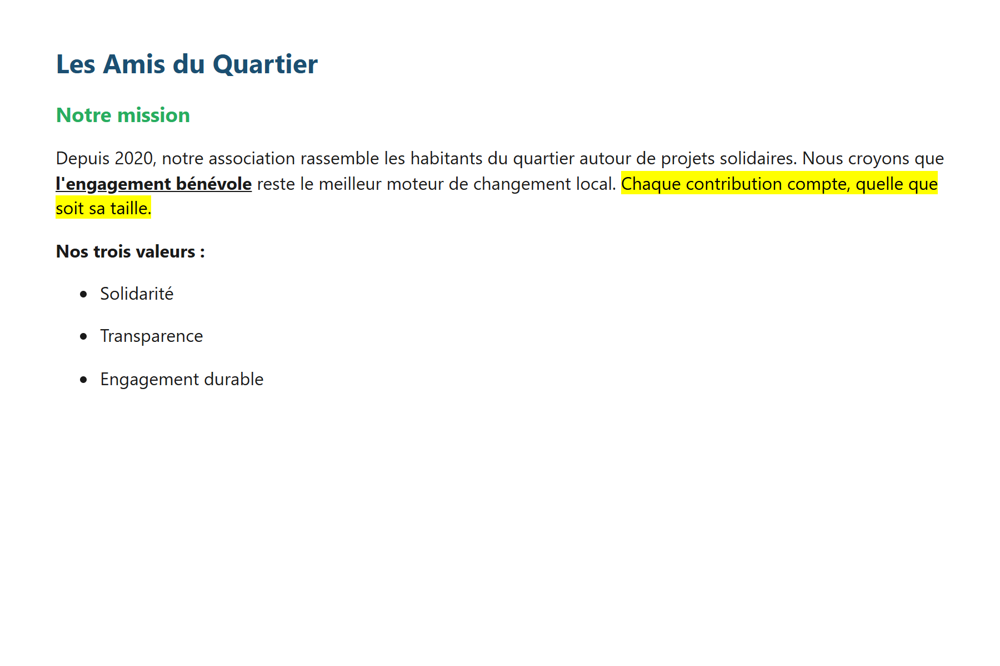 Les Amis du Quartier
Notre mission
Depuis 2020, notre association rassemble les habitants du quartier autour de projets solidaires. Nous croyons que
l'engagement bénévole reste le meilleur moteur de changement local. Chaque contribution compte, quelle que
soit sa taille.
Nos trois valeurs :
• Solidarité
• Transparence
• Engagement durable